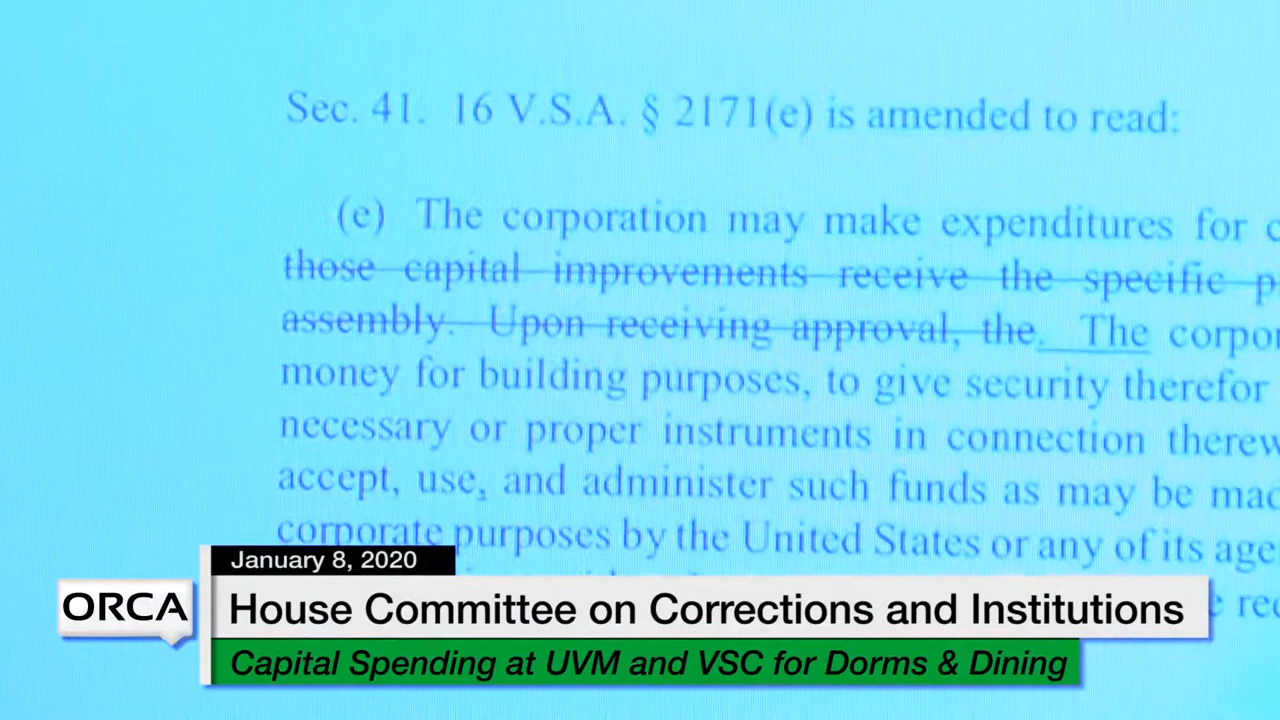 Sec. 41. 16 V.S.A. § 2171(e) is amended to read:
(e) The corporation may make expenditures for
those capital improvements receive the specific
assembly. Upon receiving approval, the. The
money for building purposes, to give security therefor
necessary or proper instruments in connection
accept, use, and administer such funds as may be
corporate purposes by the United States or any of its
January 8, 2020
ORCA
House Committee on Corrections and Institutions
Capital Spending at UVM and VSC for Dorms & Dining